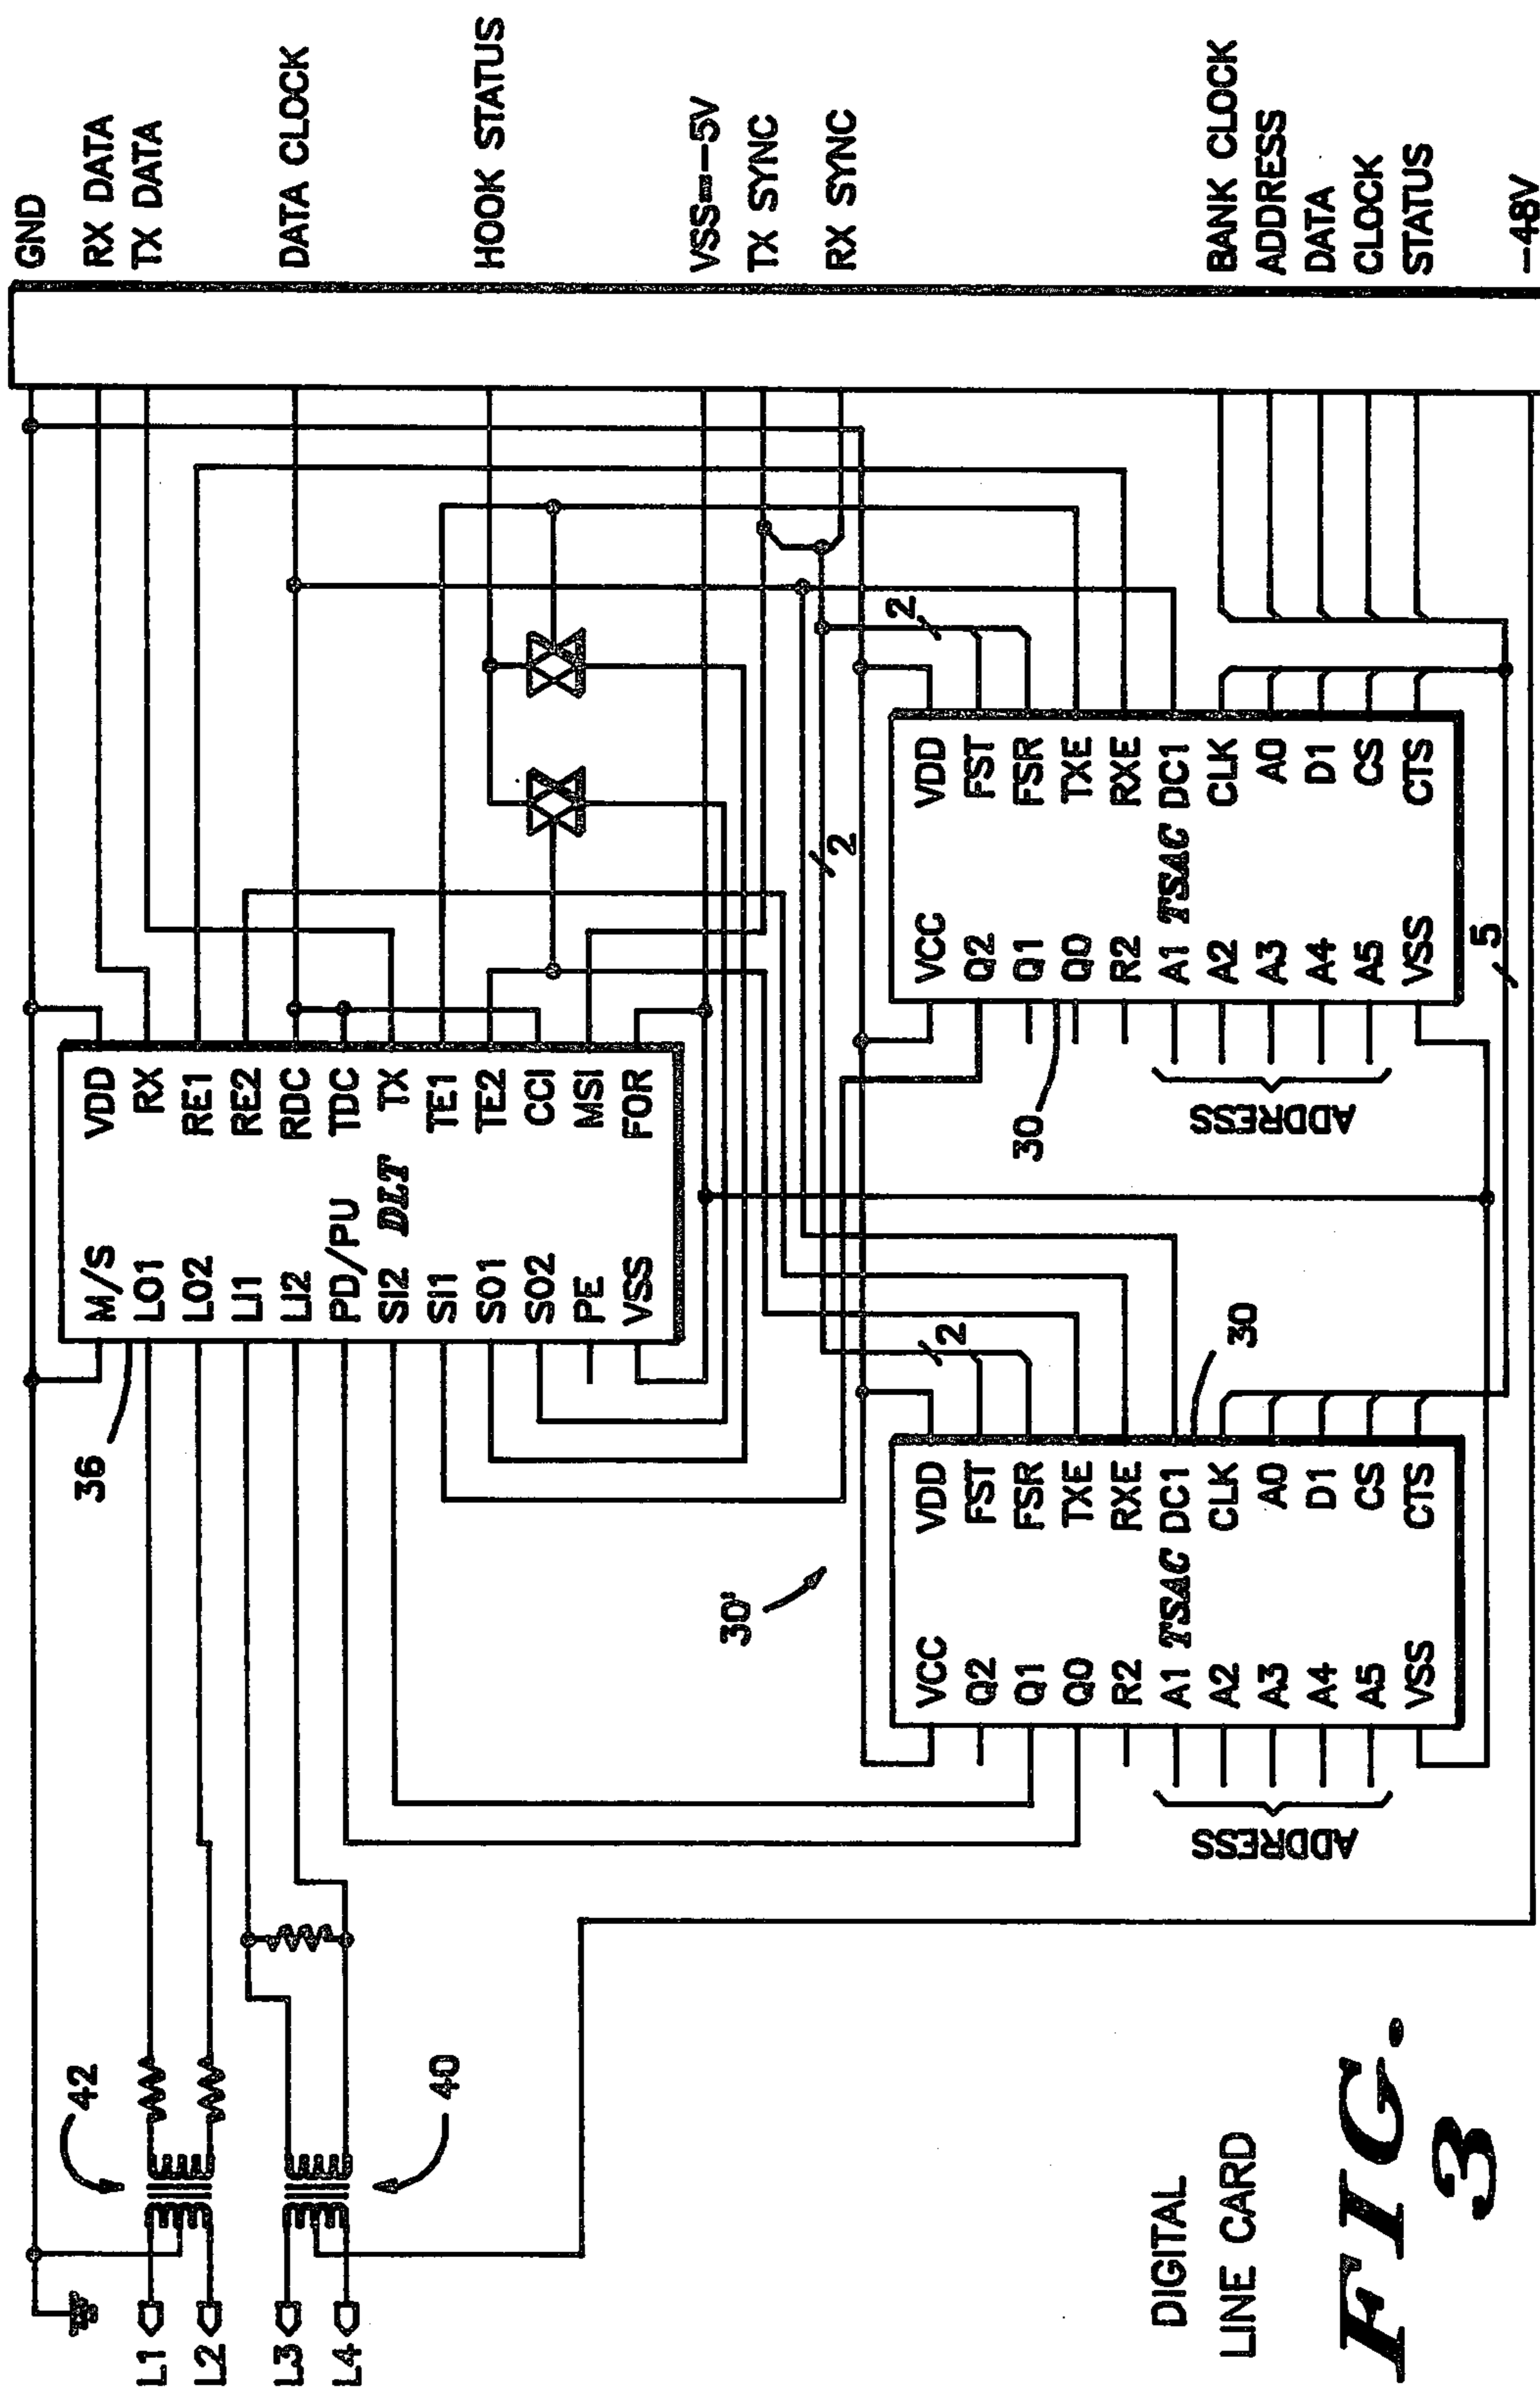 GND
RX DATA
TX DATA
DATA CLOCK
HOOK STATUS
VSS=-5V
TX SYNC
RX SYNC
BANK CLOCK
ADDRESS
DATA
CLOCK
STATUS
-48V
42
40
L1
L2
L3
L4
36
M/S
LO1
LO2
LI1
LI2
PD/PU
SI2
SI1
SO1
SO2
PE
VSS
DLT
VDD
RX
RE1
RE2
RDC
TDC
TX
TE1
TE2
CCI
MSI
FOR
30'
VCC
Q2
Q1
Q0
R2
A1
A2
A3
A4
A5
VSS
TSAC
VDD
FST
FSR
TXE
RXE
DC1
CLK
A0
D1
CS
CTS
ADDRESS
30
2
2
30
VCC
Q2
Q1
Q0
R2
A1
A2
A3
A4
A5
VSS
TSAC
VDD
FST
FSR
TXE
RXE
DC1
CLK
A0
D1
CS
CTS
ADDRESS
2
5
DIGITAL
LINE CARD
FIG.
3